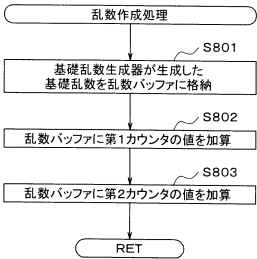 乱数作成処理
S801
基礎乱数生成器が生成した
基礎乱数を乱数バッファに格納
S802
乱数バッファに第1カウンタの値を加算
S803
乱数バッファに第2カウンタの値を加算
RET